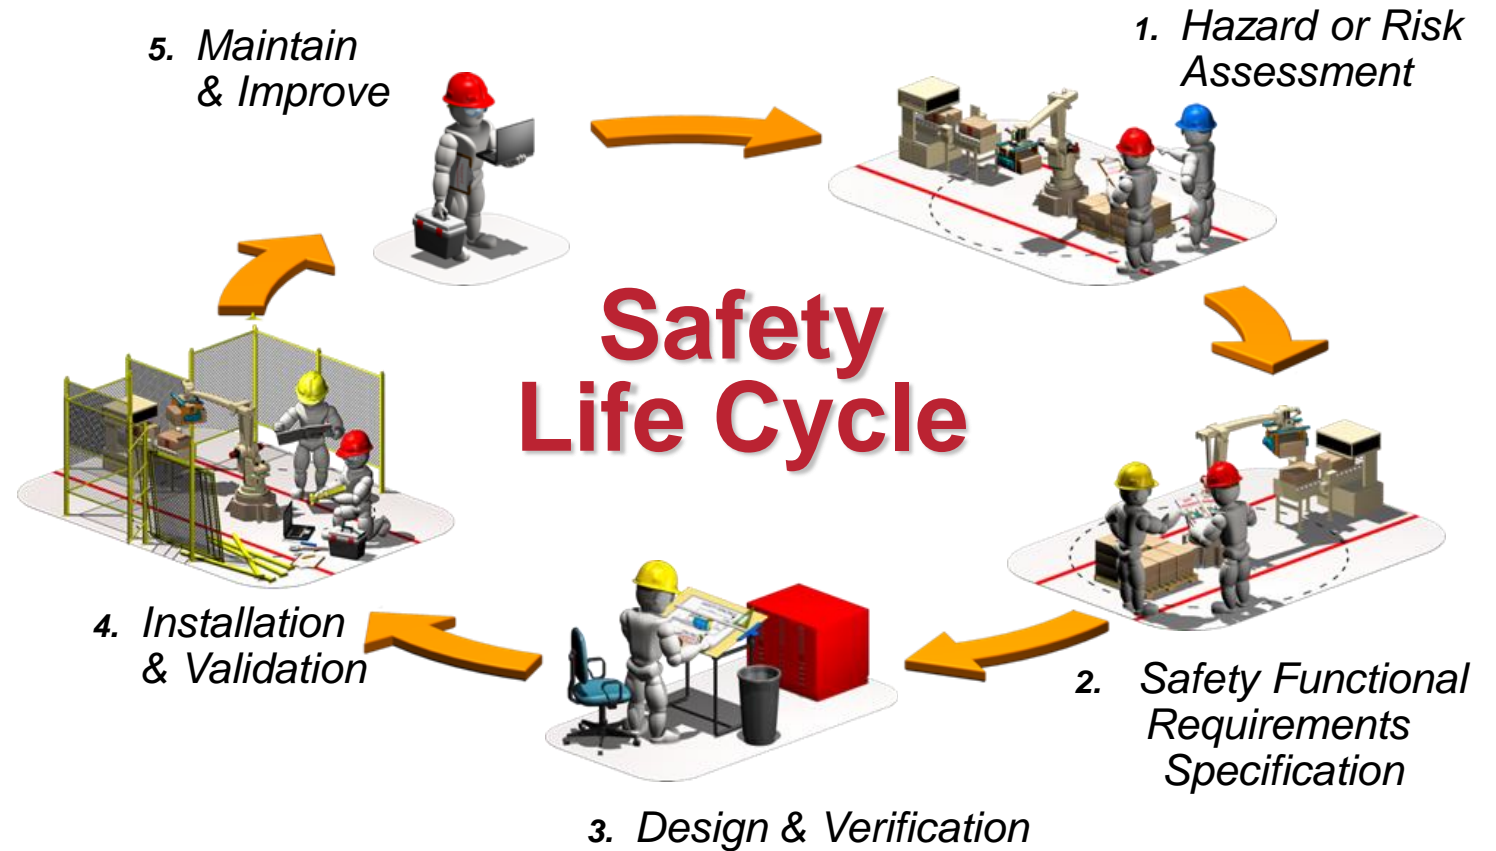 Safety
Life Cycle
1. Hazard or Risk
Assessment
2. Safety Functional
Requirements
Specification
3. Design & Verification
4. Installation
& Validation
5. Maintain
& Improve